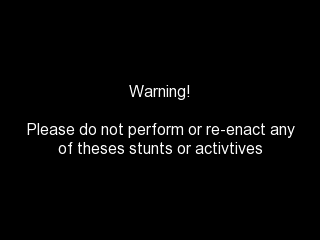 Warning!
Please do not perform or re-enact any
of theses stunts or activtives